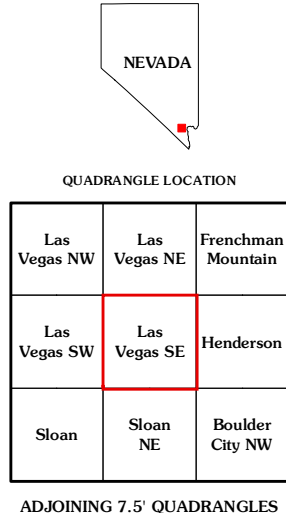 NEVADA
QUADRANGLE LOCATION
Las
Vegas NW
Las
Vegas NE
Frenchman
Mountain
Las
Vegas SW
Las
Vegas SE
Henderson
Sloan
Sloan
NE
Boulder
City NW
ADJOINING 7.5' QUADRANGLES